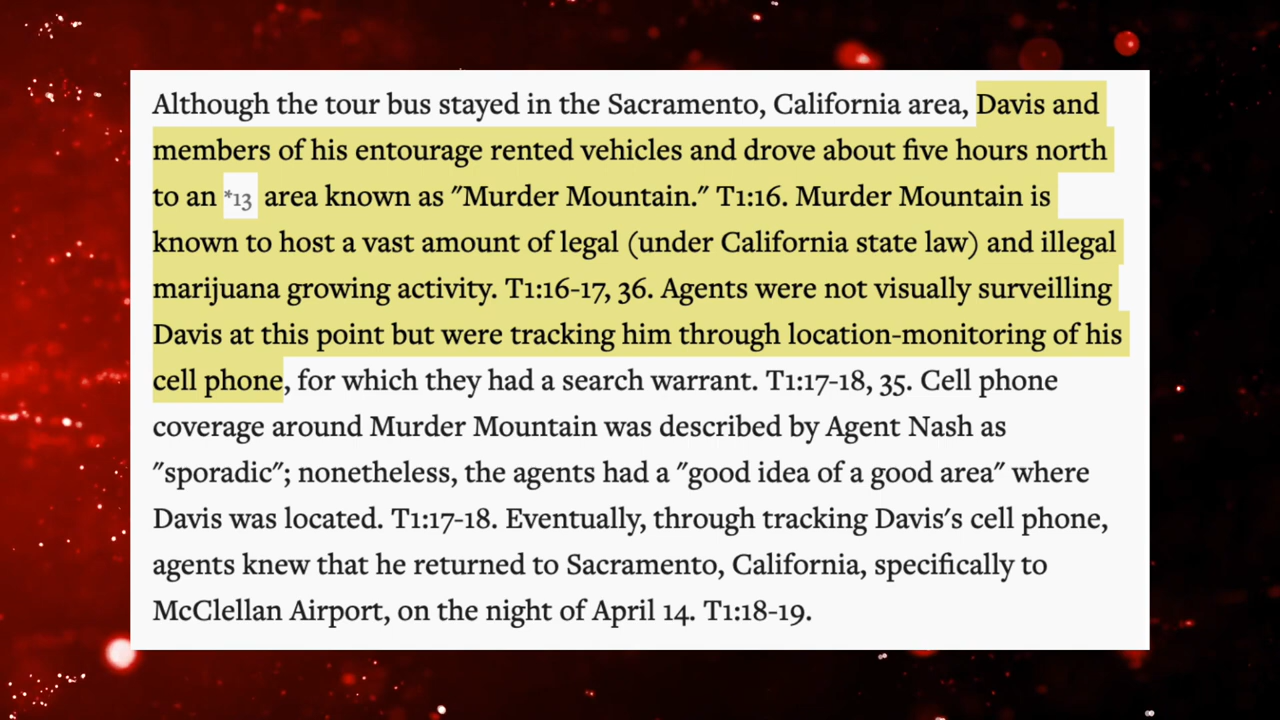 Although the tour bus stayed in the Sacramento, California area, Davis and
members of his entourage rented vehicles and drove about five hours north
to an *13 area known as "Murder Mountain." T1:16. Murder Mountain is
known to host a vast amount of legal (under California state law) and illegal
marijuana growing activity. T1:16-17, 36. Agents were not visually surveilling
Davis at this point but were tracking him through location-monitoring of his
cell phone, for which they had a search warrant. T1:17-18, 35. Cell phone
coverage around Murder Mountain was described by Agent Nash as
"sporadic"; nonetheless, the agents had a "good idea of a good area" where
Davis was located. T1:17-18. Eventually, through tracking Davis's cell phone,
agents knew that he returned to Sacramento, California, specifically to
McClellan Airport, on the night of April 14. T1:18-19.